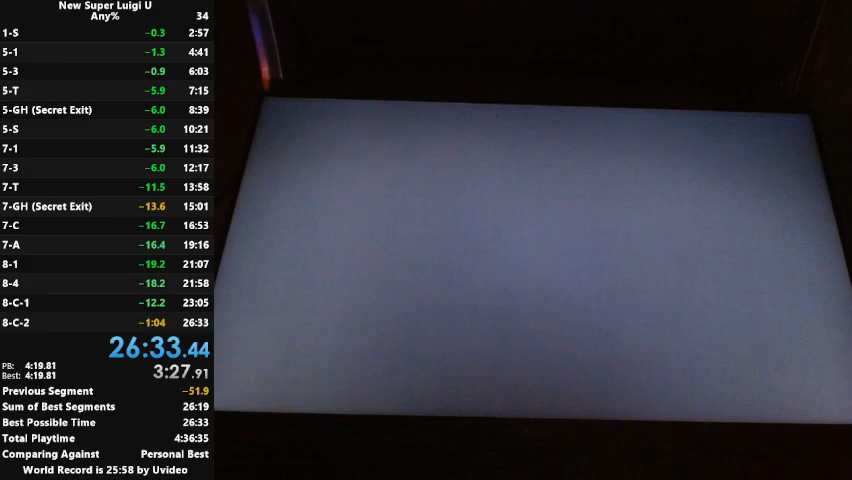 New Super Luigi U
Any% 34
1-S −0.3 2:57
5-1 −1.3 4:41
5-3 −0.9 6:03
5-T −5.9 7:15
5-GH (Secret Exit) −6.0 8:39
5-S −6.0 10:21
7-1 −5.9 11:32
7-3 −6.0 12:17
7-T −11.5 13:58
7-GH (Secret Exit) −13.6 15:01
7-C −16.7 16:53
7-A −16.4 19:16
8-1 −19.2 21:07
8-4 −18.2 21:58
8-C-1 −12.2 23:05
8-C-2 −1:04 26:33
26:33.44
PB: 4:19.81 3:27.91
Best: 4:19.81
Previous Segment −51.9
Sum of Best Segments 26:19
Best Possible Time 26:33
Total Playtime 4:36:35
Comparing Against Personal Best
World Record is 25:58 by Uvideo